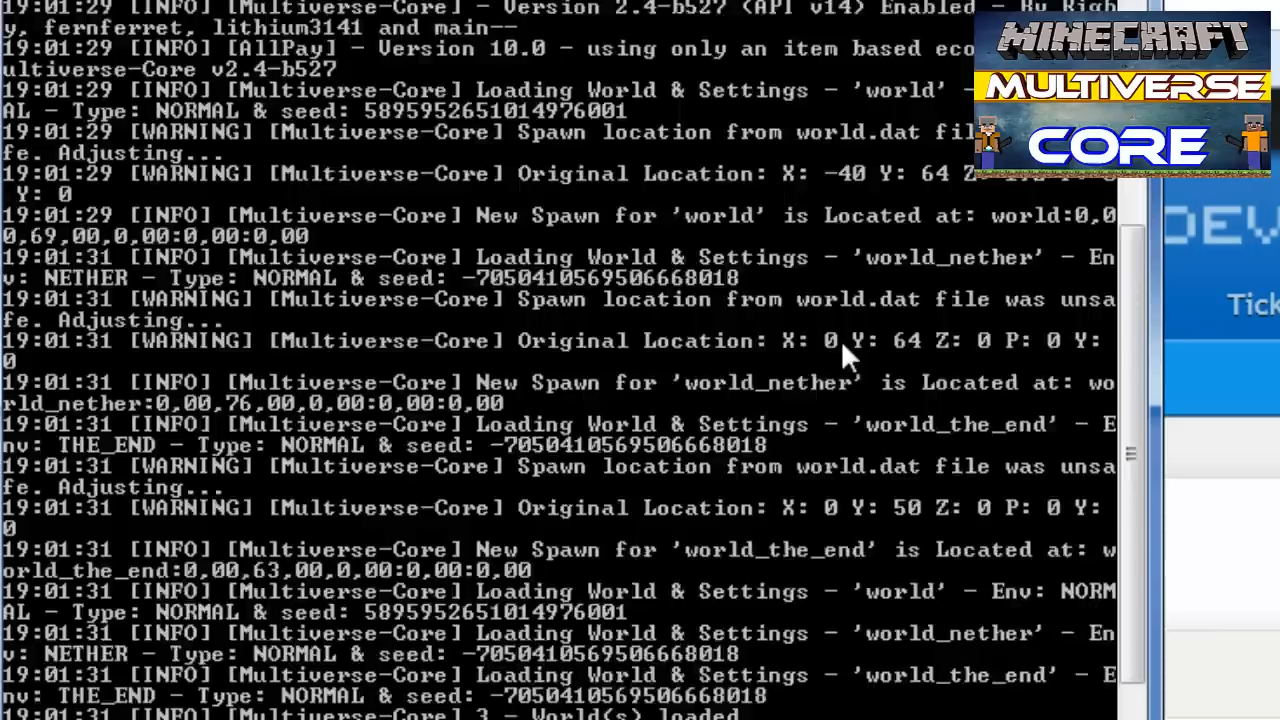 19:01:29 [INFO] [Multiverse-Core] - Version 2.4-b527 (API v14) Enabled - By Righ
y, fernferret, lithium3141 and main--
19:01:29 [INFO] [AllPay] - Version 10.0 - using only an item based eco
ultiverse-Core v2.4-b527
19:01:29 [INFO] [Multiverse-Core] Loading World & Settings - 'world' -
AL - Type: NORMAL & seed: 5895952651014976001
19:01:29 [WARNING] [Multiverse-Core] Spawn location from world.dat fil
fe. Adjusting...
19:01:29 [WARNING] [Multiverse-Core] Original Location: X: -40 Y: 64 Z
Y: 0
19:01:29 [INFO] [Multiverse-Core] New Spawn for 'world' is Located at: world:0,0
0,69,00,0,00:0,00:0,00
19:01:31 [INFO] [Multiverse-Core] Loading World & Settings - 'world_nether' - En
v: NETHER - Type: NORMAL & seed: -7050410569506668018
19:01:31 [WARNING] [Multiverse-Core] Spawn location from world.dat file was unsa
fe. Adjusting...
19:01:31 [WARNING] [Multiverse-Core] Original Location: X: 0 Y: 64 Z: 0 P: 0 Y:
0
19:01:31 [INFO] [Multiverse-Core] New Spawn for 'world_nether' is Located at: wo
rld_nether:0,00,76,00,0,00:0,00:0,00
19:01:31 [INFO] [Multiverse-Core] Loading World & Settings - 'world_the_end' - E
nv: THE_END - Type: NORMAL & seed: -7050410569506668018
19:01:31 [WARNING] [Multiverse-Core] Spawn location from world.dat file was unsa
fe. Adjusting...
19:01:31 [WARNING] [Multiverse-Core] Original Location: X: 0 Y: 50 Z: 0 P: 0 Y:
0
19:01:31 [INFO] [Multiverse-Core] New Spawn for 'world_the_end' is Located at: w
orld_the_end:0,00,63,00,0,00:0,00:0,00
19:01:31 [INFO] [Multiverse-Core] Loading World & Settings - 'world' - Env: NORM
AL - Type: NORMAL & seed: 5895952651014976001
19:01:31 [INFO] [Multiverse-Core] Loading World & Settings - 'world_nether' - En
v: NETHER - Type: NORMAL & seed: -7050410569506668018
19:01:31 [INFO] [Multiverse-Core] Loading World & Settings - 'world_the_end' - E
nv: THE_END - Type: NORMAL & seed: -7050410569506668018
19:01:31 [INFO] [Multiverse-Core] 3 - World(s) loaded.
MINECRAFT
MULTIVERSE
CORE
DEV
Tick